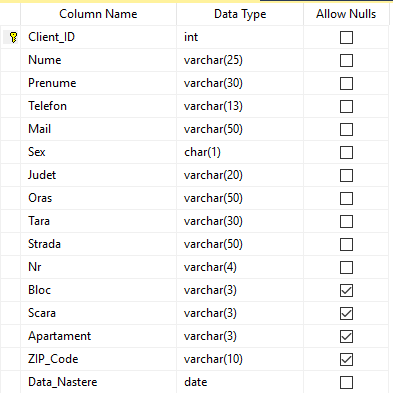 Column Name Data Type Allow Nulls
Client_ID int
Nume varchar(25)
Prenume varchar(30)
Telefon varchar(13)
Mail varchar(50)
Sex char(1)
Judet varchar(20)
Oras varchar(50)
Tara varchar(30)
Strada varchar(50)
Nr varchar(4)
Bloc varchar(3)
Scara varchar(3)
Apartament varchar(3)
ZIP_Code varchar(10)
Data_Nastere date